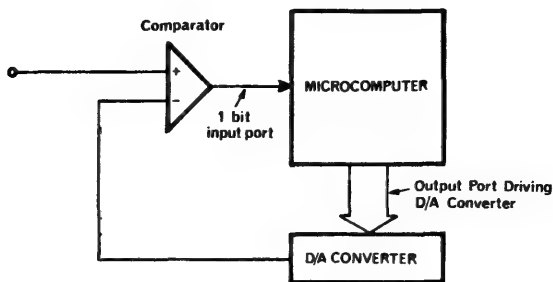 Comparator
+
−
1 bit
input port
MICROCOMPUTER
Output Port Driving
D/A Converter
D/A CONVERTER